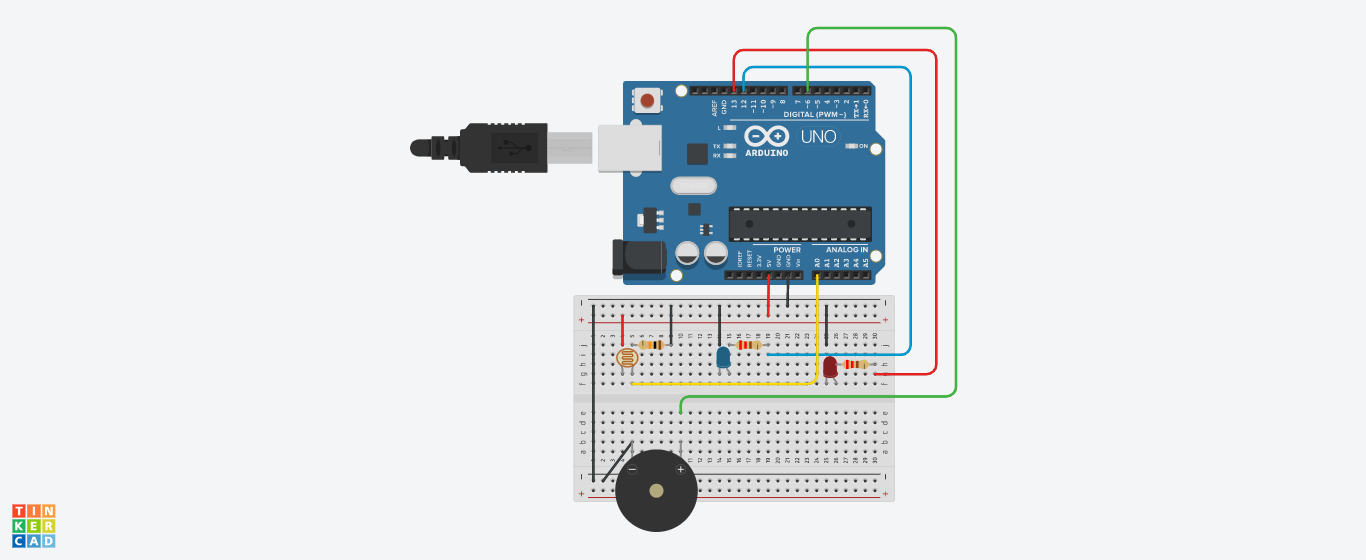 AREF
GND
13
12
~11
~10
~9
8
7
~6
~5
4
~3
2
TX→1
RX←0
DIGITAL (PWM~)
L
TX
RX
ARDUINO
UNO
ON
POWER
ANALOG IN
IOREF
RESET
3.3V
5V
GND
GND
Vin
A0
A1
A2
A3
A4
A5
j
i
h
g
f
e
d
c
b
a
TIN
KER
CAD